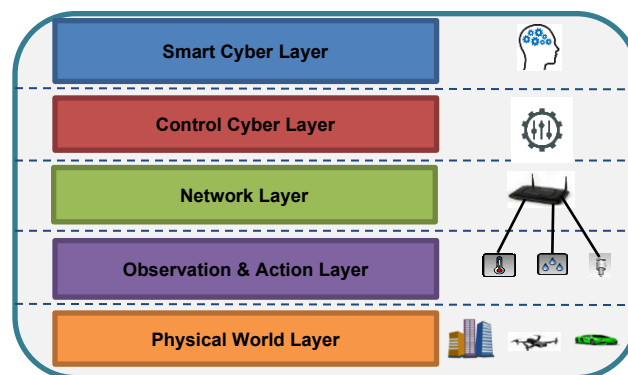 Smart Cyber Layer
Control Cyber Layer
Network Layer
Observation & Action Layer
Physical World Layer